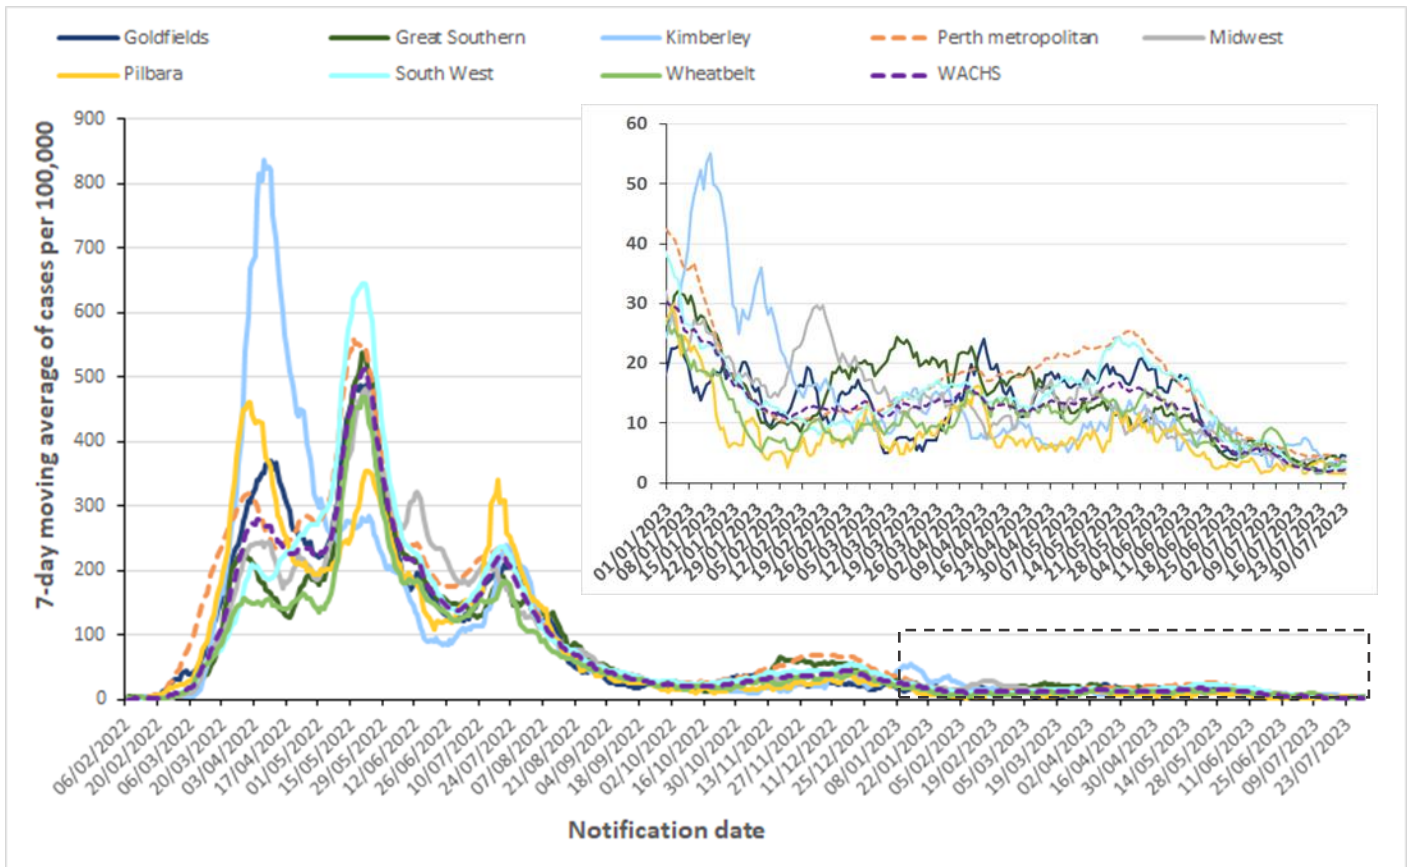 Goldfields Great Southern Kimberley Perth metropolitan Midwest
Pilbara South West Wheatbelt WACHS
7-day moving average of cases per 100,000
900
800
700
600
500
400
300
200
100
0
06/02/2022 20/02/2022 06/03/2022 20/03/2022 03/04/2022 17/04/2022 01/05/2022 15/05/2022 29/05/2022 12/06/2022 26/06/2022 10/07/2022 24/07/2022 07/08/2022 21/08/2022 04/09/2022 18/09/2022 02/10/2022 16/10/2022 30/10/2022 13/11/2022 27/11/2022 11/12/2022 25/12/2022 08/01/2023 22/01/2023 05/02/2023 19/02/2023 05/03/2023 19/03/2023 02/04/2023 16/04/2023 30/04/2023 14/05/2023 28/05/2023 11/06/2023 25/06/2023 09/07/2023 23/07/2023
Notification date
60
50
40
30
20
10
0
01/01/2023 08/01/2023 15/01/2023 22/01/2023 29/01/2023 5/02/2023 12/02/2023 19/02/2023 26/02/2023 5/03/2023 12/03/2023 19/03/2023 26/03/2023 02/03/2023 09/04/2023 16/04/2023 23/04/2023 30/04/2023 7/05/2023 14/05/2023 21/05/2023 28/05/2023 04/06/2023 11/06/2023 18/06/2023 25/06/2023 02/07/2023 09/07/2023 16/07/2023 23/07/2023 30/07/2023